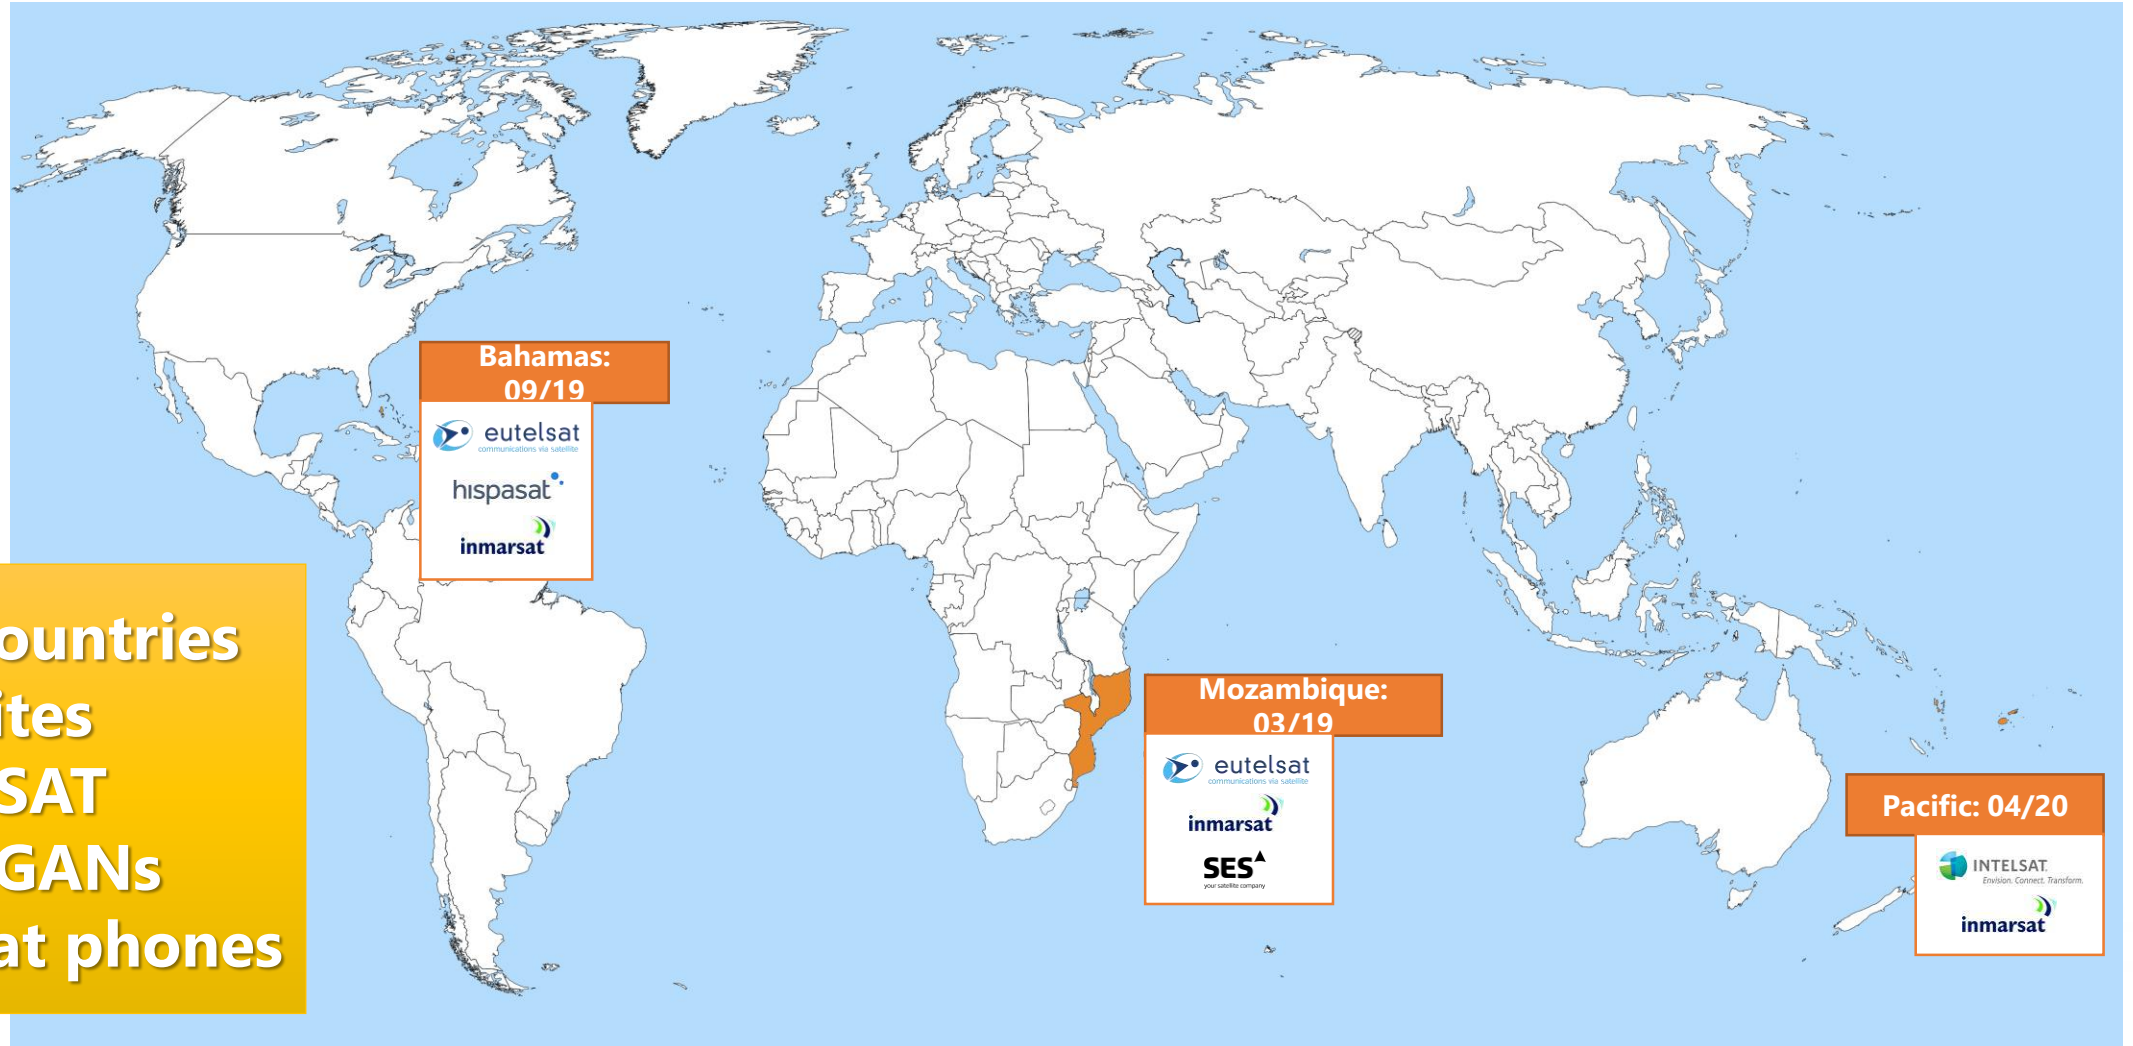 Bahamas:
09/19
eutelsat
communications via satellite
hispasat
inmarsat
ountries
ites
SAT
GANs
at phones
Mozambique:
03/19
eutelsat
communications via satellite
inmarsat
SES
your satellite company
Pacific: 04/20
INTELSAT.
Envision. Connect. Transform.
inmarsat